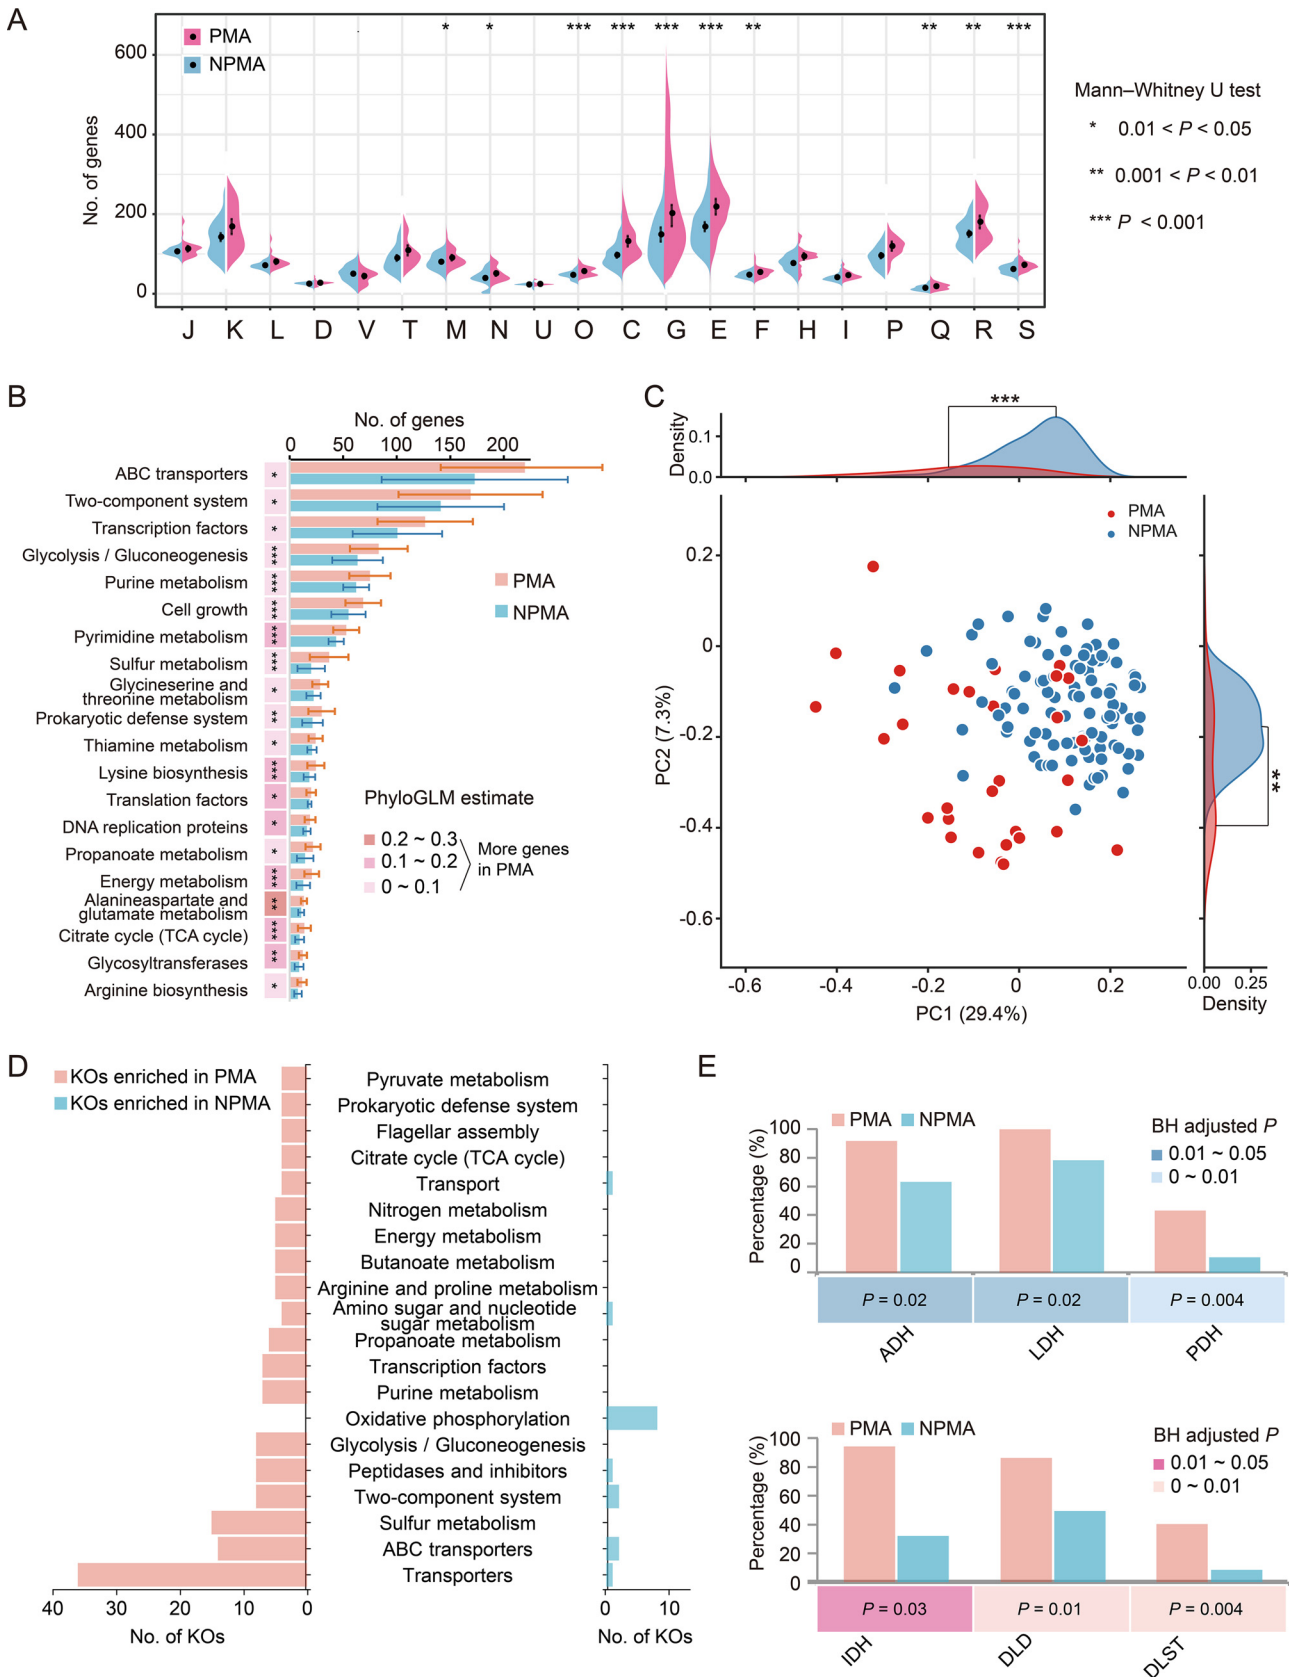 A
PMA
NPMA
* * *** *** *** *** ** ** ** ***
No. of genes
600
400
200
0
J K L D V T M N U O C G E F H I P Q R S
Mann–Whitney U test
* 0.01 < P < 0.05
** 0.001 < P < 0.01
*** P < 0.001
B
No. of genes
0 50 100 150 200
ABC transporters *
Two-component system *
Transcription factors *
Glycolysis / Gluconeogenesis ***
Purine metabolism ***
Cell growth ***
Pyrimidine metabolism ***
Sulfur metabolism ***
Glycineserine and
threonine metabolism *
Prokaryotic defense system **
Thiamine metabolism *
Lysine biosynthesis ***
Translation factors *
DNA replication proteins *
Propanoate metabolism *
Energy metabolism ***
Alanineaspartate and
glutamate metabolism **
Citrate cycle (TCA cycle) ***
Glycosyltransferases **
Arginine biosynthesis *
PMA
NPMA
PhyloGLM estimate
0.2 ~ 0.3
0.1 ~ 0.2
0 ~ 0.1
More genes
in PMA
C
Density
0.1
0.0
***
PMA
NPMA
PC2 (7.3%)
0.2
0
-0.2
-0.4
-0.6
-0.6 -0.4 -0.2 0 0.2
PC1 (29.4%)
**
0.00 0.25
Density
D
KOs enriched in PMA
KOs enriched in NPMA
Pyruvate metabolism
Prokaryotic defense system
Flagellar assembly
Citrate cycle (TCA cycle)
Transport
Nitrogen metabolism
Energy metabolism
Butanoate metabolism
Arginine and proline metabolism
Amino sugar and nucleotide
sugar metabolism
Propanoate metabolism
Transcription factors
Purine metabolism
Oxidative phosphorylation
Glycolysis / Gluconeogenesis
Peptidases and inhibitors
Two-component system
Sulfur metabolism
ABC transporters
Transporters
40 30 20 10 0
No. of KOs
0 10
No. of KOs
E
PMA NPMA
Percentage (%)
100
80
60
40
20
0
BH adjusted P
0.01 ~ 0.05
0 ~ 0.01
P = 0.02 P = 0.02 P = 0.004
ADH LDH PDH
PMA NPMA
Percentage (%)
100
80
60
40
20
0
BH adjusted P
0.01 ~ 0.05
0 ~ 0.01
P = 0.03 P = 0.01 P = 0.004
IDH DLD DLST